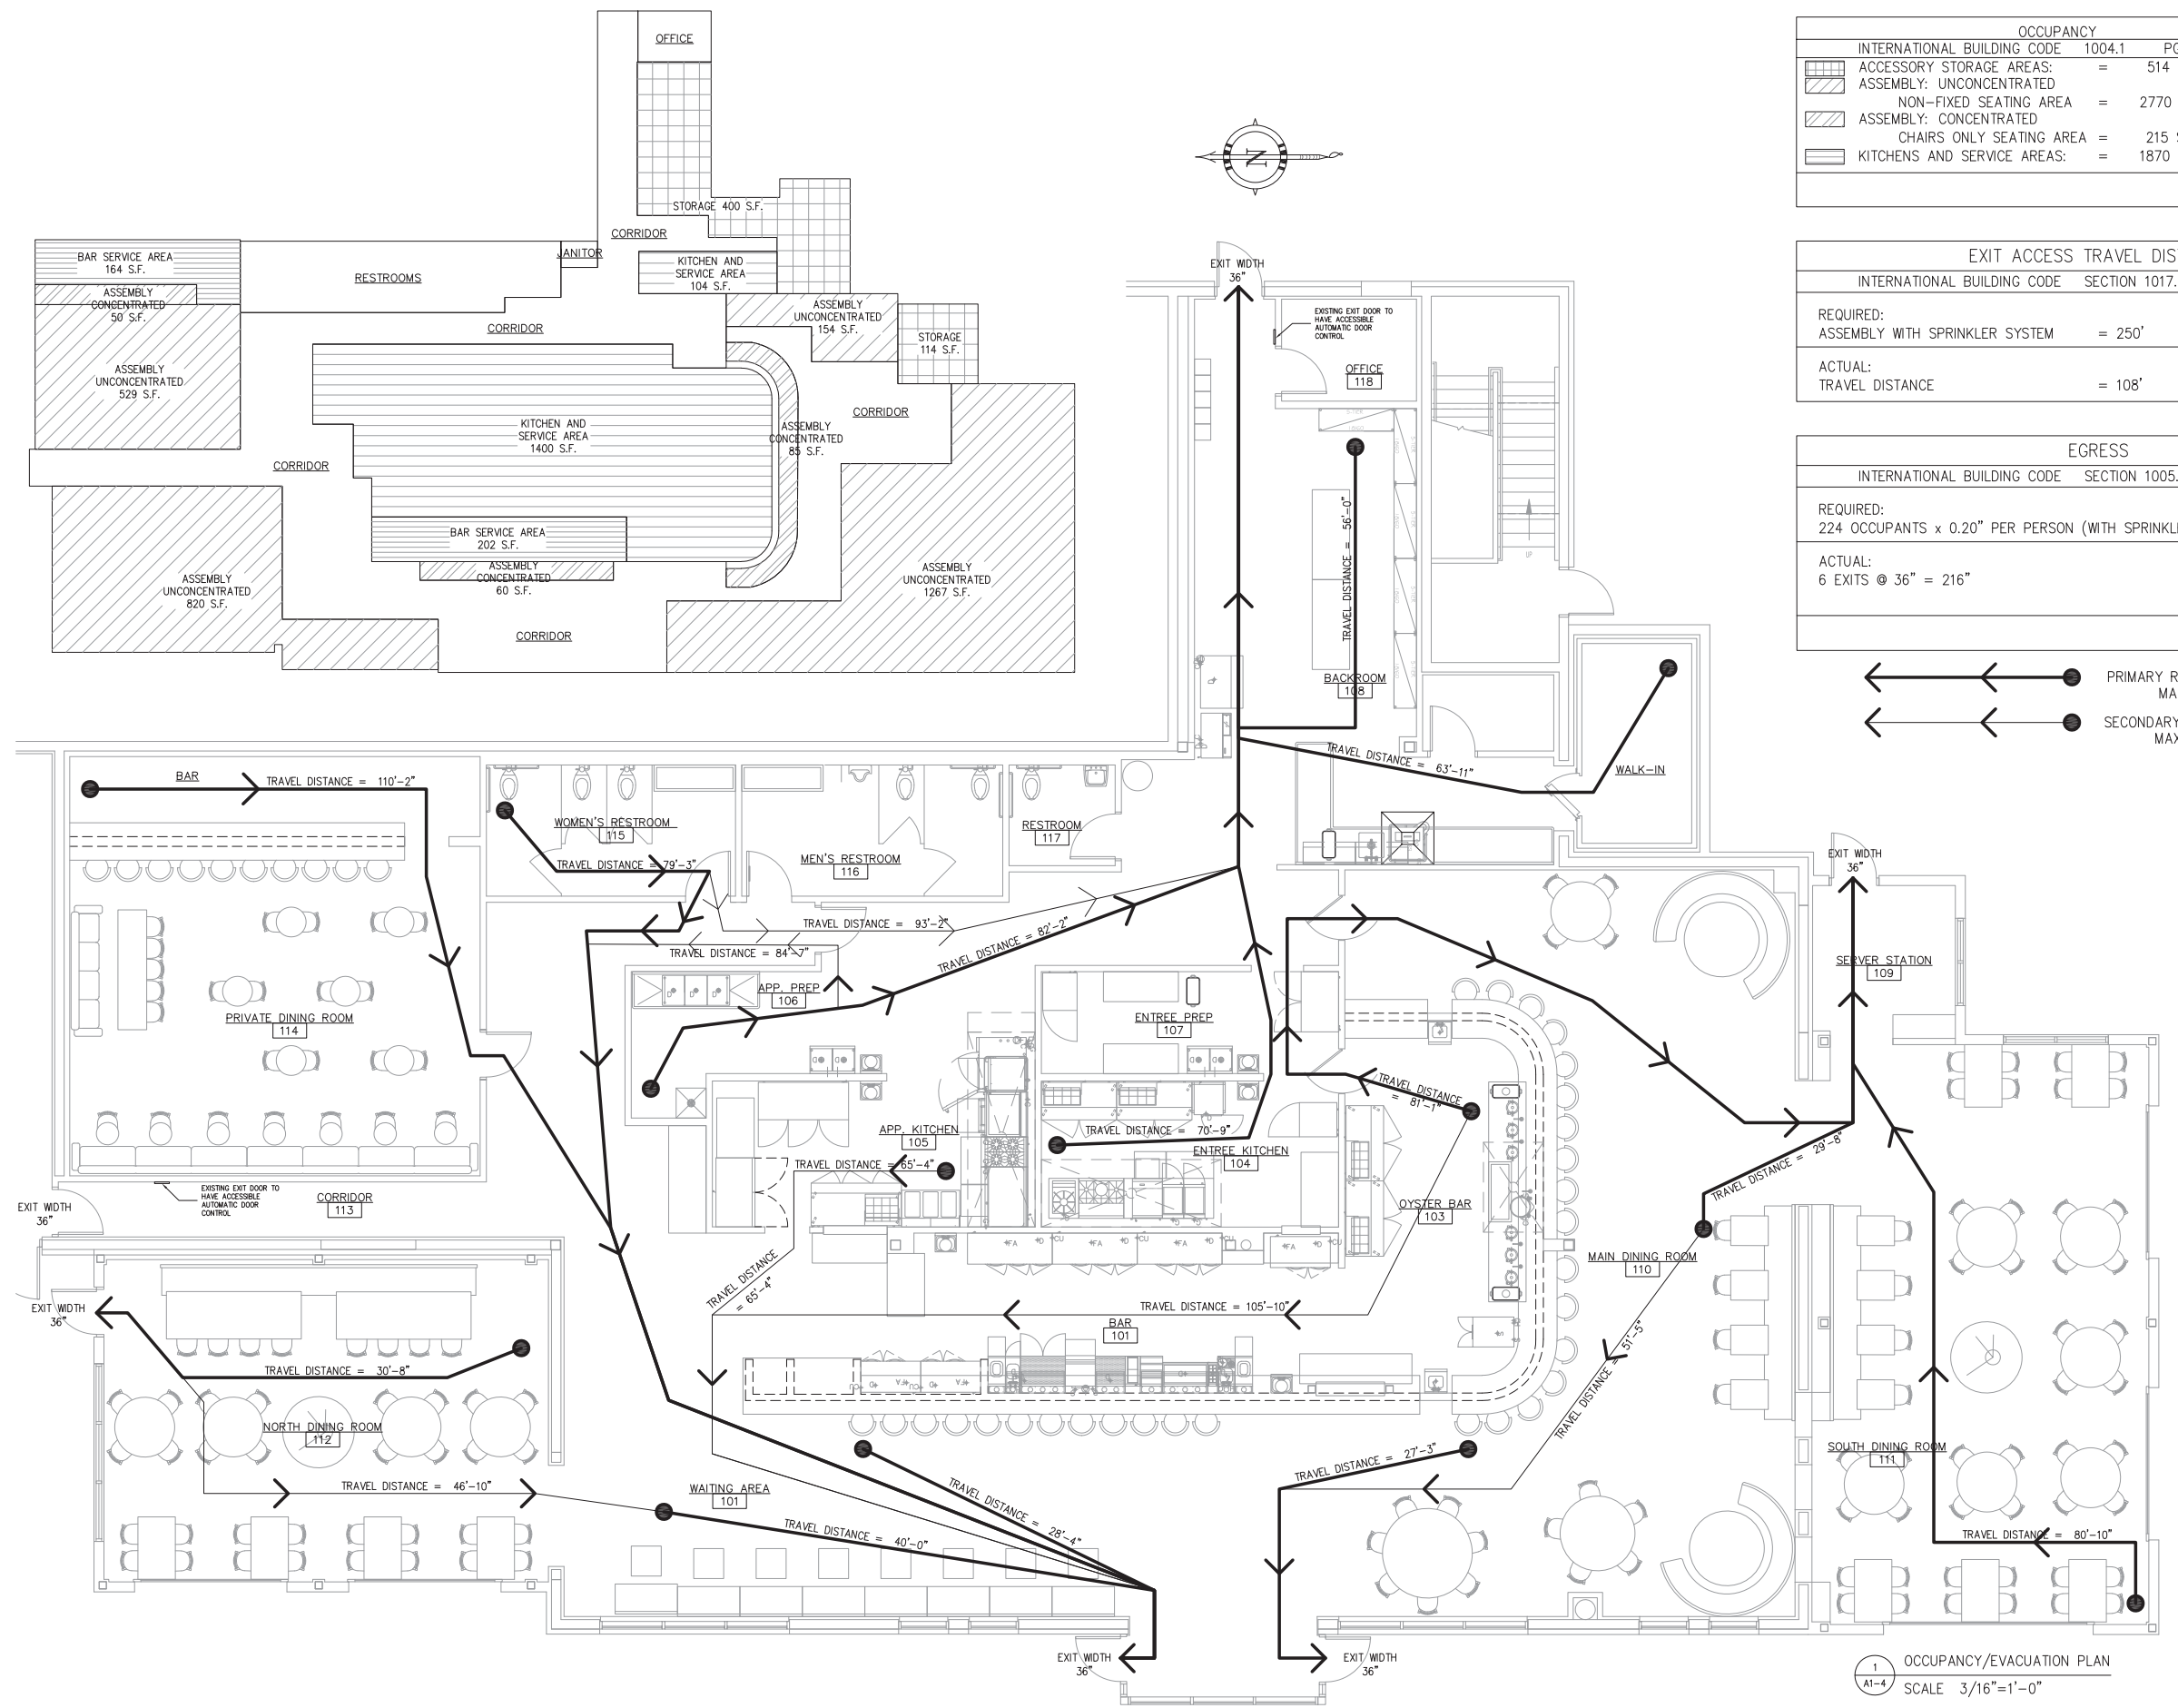 OFFICE
STORAGE 400 S.F.
CORRIDOR
JANITOR
BAR SERVICE AREA
164 S.F.
RESTROOMS
KITCHEN AND
SERVICE AREA
104 S.F.
ASSEMBLY
CONCENTRATED
50 S.F.
ASSEMBLY
UNCONCENTRATED
154 S.F.
CORRIDOR
STORAGE
114 S.F.
ASSEMBLY
UNCONCENTRATED
529 S.F.
CORRIDOR
KITCHEN AND
SERVICE AREA
1400 S.F.
ASSEMBLY
CONCENTRATED
85 S.F.
CORRIDOR
BAR SERVICE AREA
202 S.F.
ASSEMBLY
CONCENTRATED
60 S.F.
ASSEMBLY
UNCONCENTRATED
820 S.F.
ASSEMBLY
UNCONCENTRATED
1267 S.F.
CORRIDOR
N
OCCUPANCY
INTERNATIONAL BUILDING CODE 1004.1 PG
ACCESSORY STORAGE AREAS: = 514
ASSEMBLY: UNCONCENTRATED
NON-FIXED SEATING AREA = 2770
ASSEMBLY: CONCENTRATED
CHAIRS ONLY SEATING AREA = 215 S
KITCHENS AND SERVICE AREAS: = 1870
EXIT ACCESS TRAVEL DIS
INTERNATIONAL BUILDING CODE SECTION 1017.
REQUIRED:
ASSEMBLY WITH SPRINKLER SYSTEM = 250'
ACTUAL:
TRAVEL DISTANCE = 108'
EGRESS
INTERNATIONAL BUILDING CODE SECTION 1005.
REQUIRED:
224 OCCUPANTS x 0.20" PER PERSON (WITH SPRINKL
ACTUAL:
6 EXITS @ 36" = 216"
PRIMARY R
MA
SECONDARY
MAX
EXIT WIDTH
36"
EXISTING EXIT DOOR TO
HAVE ACCESSIBLE
AUTOMATIC DOOR
CONTROL
OFFICE
118
TRAVEL DISTANCE = 56'-0"
UP
BACKROOM
108
TRAVEL DISTANCE = 63'-11"
WALK-IN
BAR
TRAVEL DISTANCE = 110'-2"
WOMEN'S RESTROOM
115
TRAVEL DISTANCE = 79'-3"
MEN'S RESTROOM
116
RESTROOM
117
EXIT WIDTH
36"
TRAVEL DISTANCE = 93'-2"
TRAVEL DISTANCE = 84'-7"
TRAVEL DISTANCE = 82'-2"
APP. PREP
106
SERVER STATION
109
PRIVATE DINING ROOM
114
ENTREE PREP
107
TRAVEL DISTANCE
= 81'-1"
APP. KITCHEN
105
TRAVEL DISTANCE = 70'-9"
ENTREE KITCHEN
104
TRAVEL DISTANCE = 65'-4"
TRAVEL DISTANCE = 29'-8"
EXISTING EXIT DOOR TO
HAVE ACCESSIBLE
AUTOMATIC DOOR
CONTROL
CORRIDOR
113
EXIT WIDTH
36"
OYSTER BAR
103
MAIN DINING ROOM
110
TRAVEL DISTANCE
= 65'-4"
EXIT WIDTH
36"
TRAVEL DISTANCE = 105'-10"
BAR
101
TRAVEL DISTANCE = 51'-5"
TRAVEL DISTANCE = 30'-8"
NORTH DINING ROOM
112
SOUTH DINING ROOM
111
TRAVEL DISTANCE = 27'-3"
TRAVEL DISTANCE = 46'-10"
WAITING AREA
101
TRAVEL DISTANCE = 28'-4"
TRAVEL DISTANCE = 40'-0"
TRAVEL DISTANCE = 80'-10"
EXIT WIDTH
36"
EXIT WIDTH
36"
1
A1-4
OCCUPANCY/EVACUATION PLAN
SCALE 3/16"=1'-0"